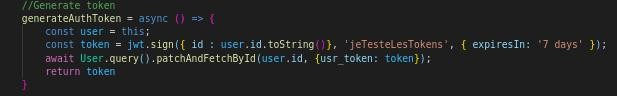 //Generate token
generateAuthToken = async () => {
const user = this;
const token = jwt.sign({ id : user.id.toString()}, 'jeTesteLesTokens', { expiresIn: '7 days' });
await User.query().patchAndFetchById(user.id, {usr_token: token});
return token
}